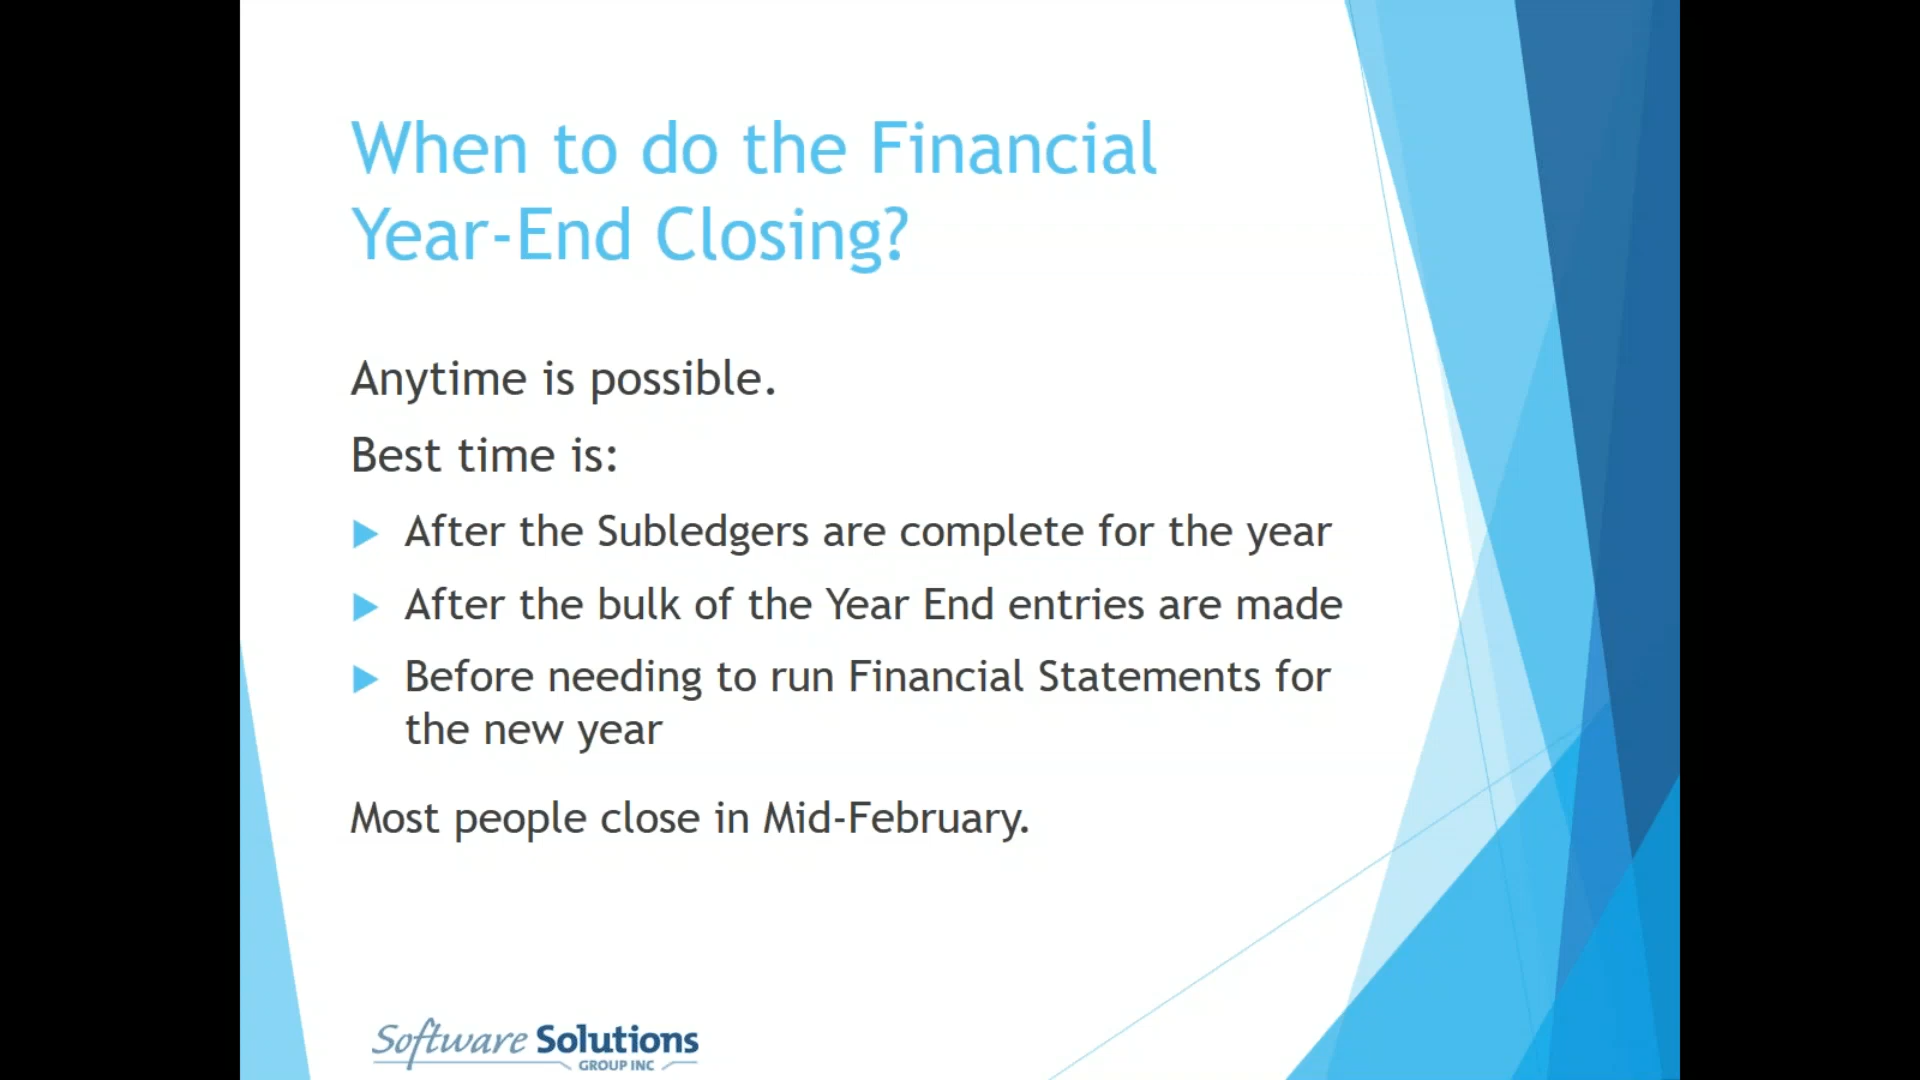 When to do the Financial
Year-End Closing?
Anytime is possible.
Best time is:
After the Subledgers are complete for the year
After the bulk of the Year End entries are made
Before needing to run Financial Statements for
the new year
Most people close in Mid-February.
Software Solutions
GROUP INC